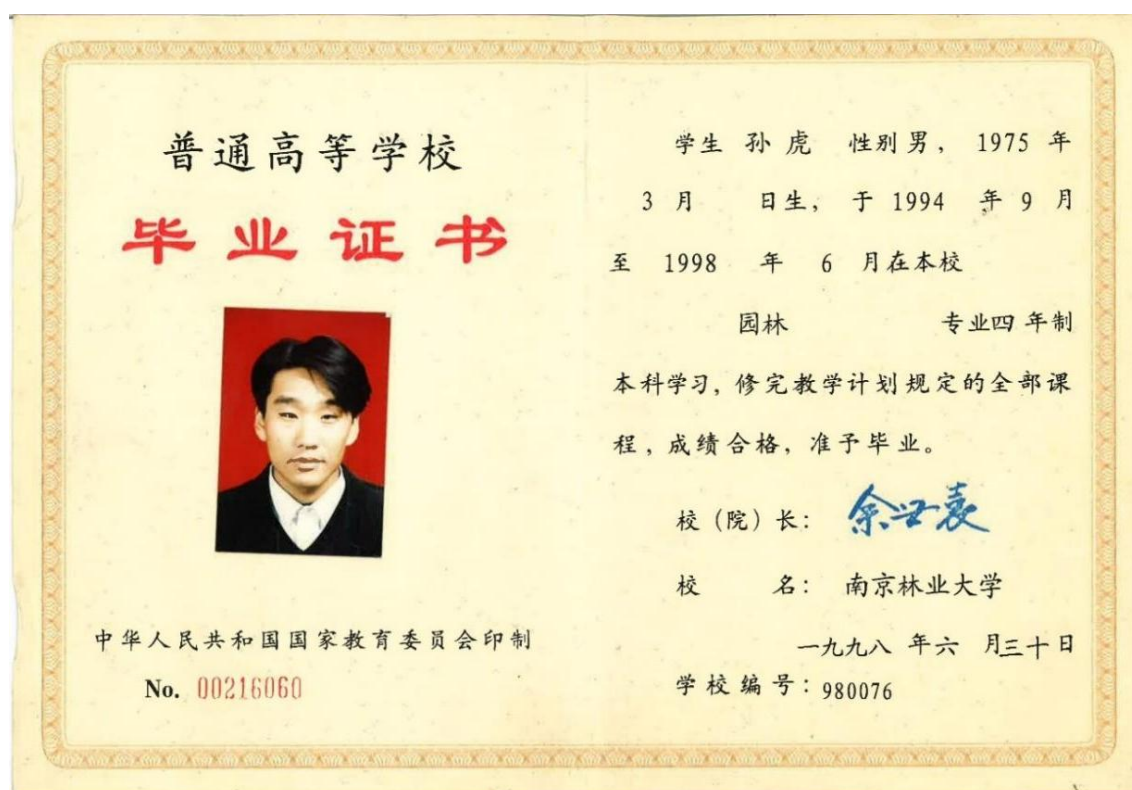 普通高等学校
毕业证书
中华人民共和国国家教育委员会印制
No. 00216060
学生 孙虎 性别男， 1975 年
3 月 日生， 于 1994 年 9 月
至 1998 年 6 月在本校
园林 专业四 年制
本科学习，修完教学计划规定的全部课
程，成绩合格，准予毕业。
校（院）长： 余世袁
校 名： 南京林业大学
一九九八 年六 月三十日
学校编号：980076